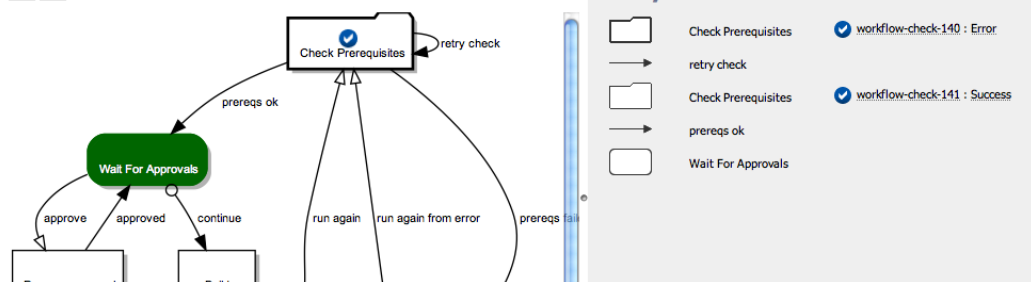 Check Prerequisites
retry check
prereqs ok
Wait For Approvals
approve
approved
continue
run again
run again from error
prereqs fail
Check Prerequisites
workflow-check-140 : Error
retry check
Check Prerequisites
workflow-check-141 : Success
prereqs ok
Wait For Approvals